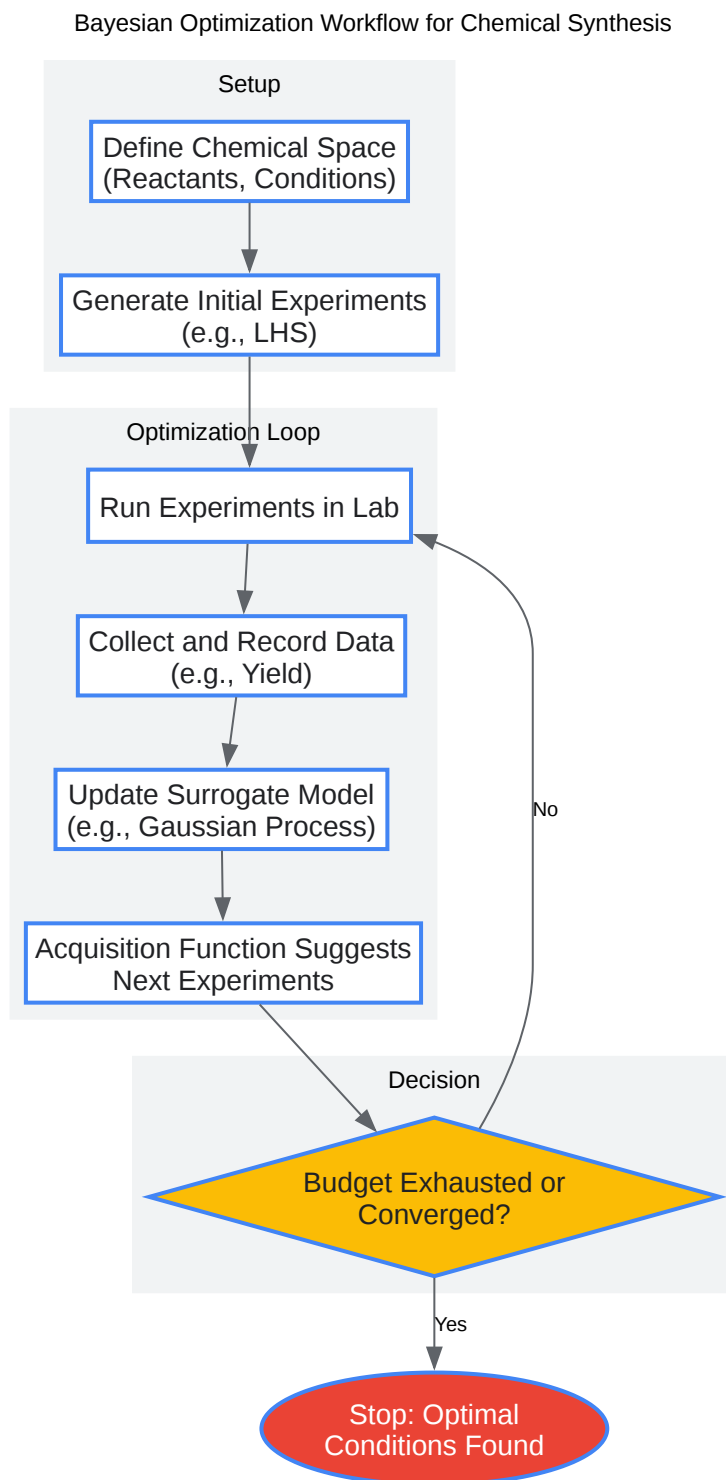 Bayesian Optimization Workflow for Chemical Synthesis
Setup
Define Chemical Space
(Reactants, Conditions)
Generate Initial Experiments
(e.g., LHS)
Optimization Loop
Run Experiments in Lab
Collect and Record Data
(e.g., Yield)
Update Surrogate Model
(e.g., Gaussian Process)
No
Acquisition Function Suggests
Next Experiments
Decision
Budget Exhausted or
Converged?
Yes
Stop: Optimal
Conditions Found